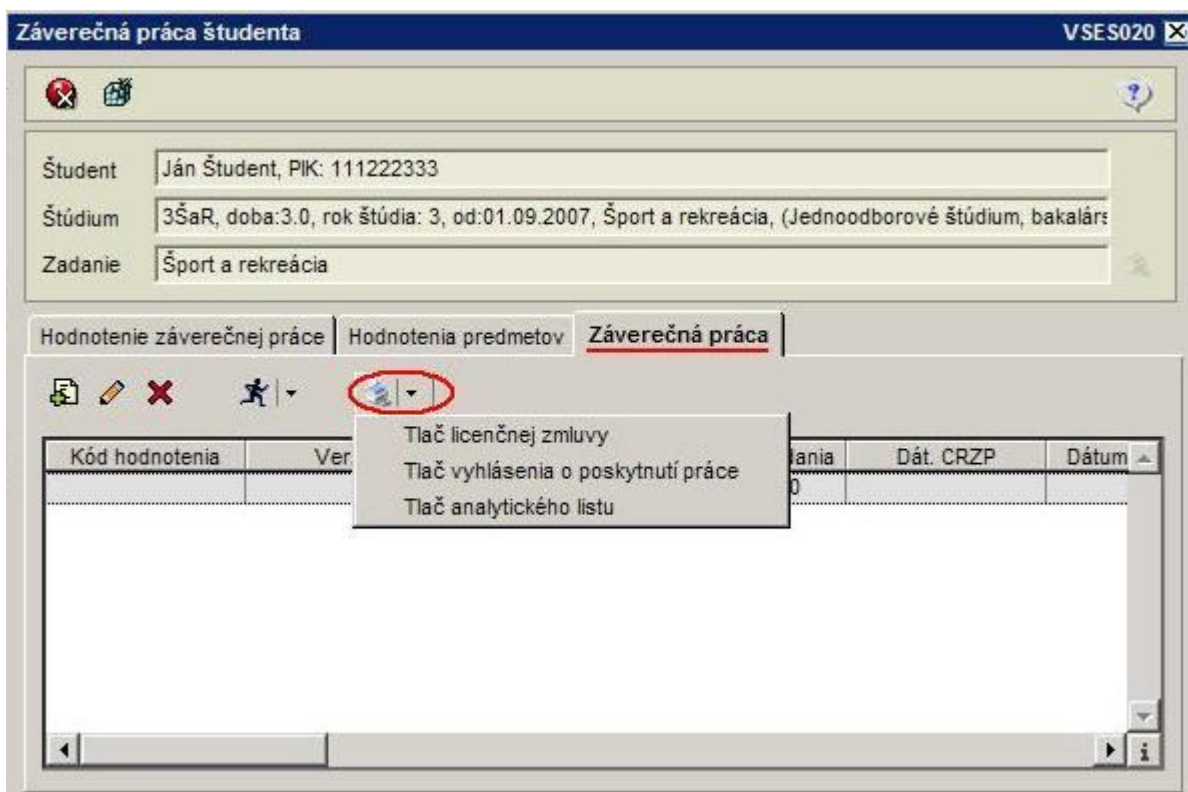 Záverečná práca študenta VSES020
Študent Ján Študent, PIK: 111222333
Štúdium 3ŠaR, doba:3.0, rok štúdia: 3, od:01.09.2007, Šport a rekreácia, (Jednoodborové štúdium, bakalárs
Zadanie Šport a rekreácia
Hodnotenie záverečnej práce Hodnotenia predmetov Záverečná práca
Tlač licenčnej zmluvy
Tlač vyhlásenia o poskytnutí práce
Tlač analytického listu
Kód hodnotenia Ver dania Dát. CRZP Dátum
0